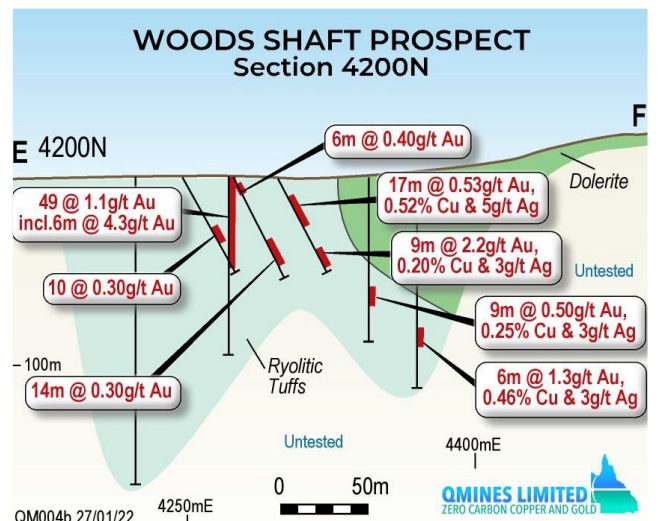 WOODS SHAFT PROSPECT
Section 4200N
E 4200N
F
6m @ 0.40g/t Au
Dolerite
49 @ 1.1g/t Au
incl.6m @ 4.3g/t Au
17m @ 0.53g/t Au,
0.52% Cu & 5g/t Ag
9m @ 2.2g/t Au,
0.20% Cu & 3g/t Ag
Untested
10 @ 0.30g/t Au
9m @ 0.50g/t Au,
0.25% Cu & 3g/t Ag
100m
Ryolitic
Tuffs
14m @ 0.30g/t Au
6m @ 1.3g/t Au,
0.46% Cu & 3g/t Ag
Untested
4400mE
0 50m
QMINES LIMITED
ZERO CARBON COPPER AND GOLD
QM004b 27/01/22
4250mE